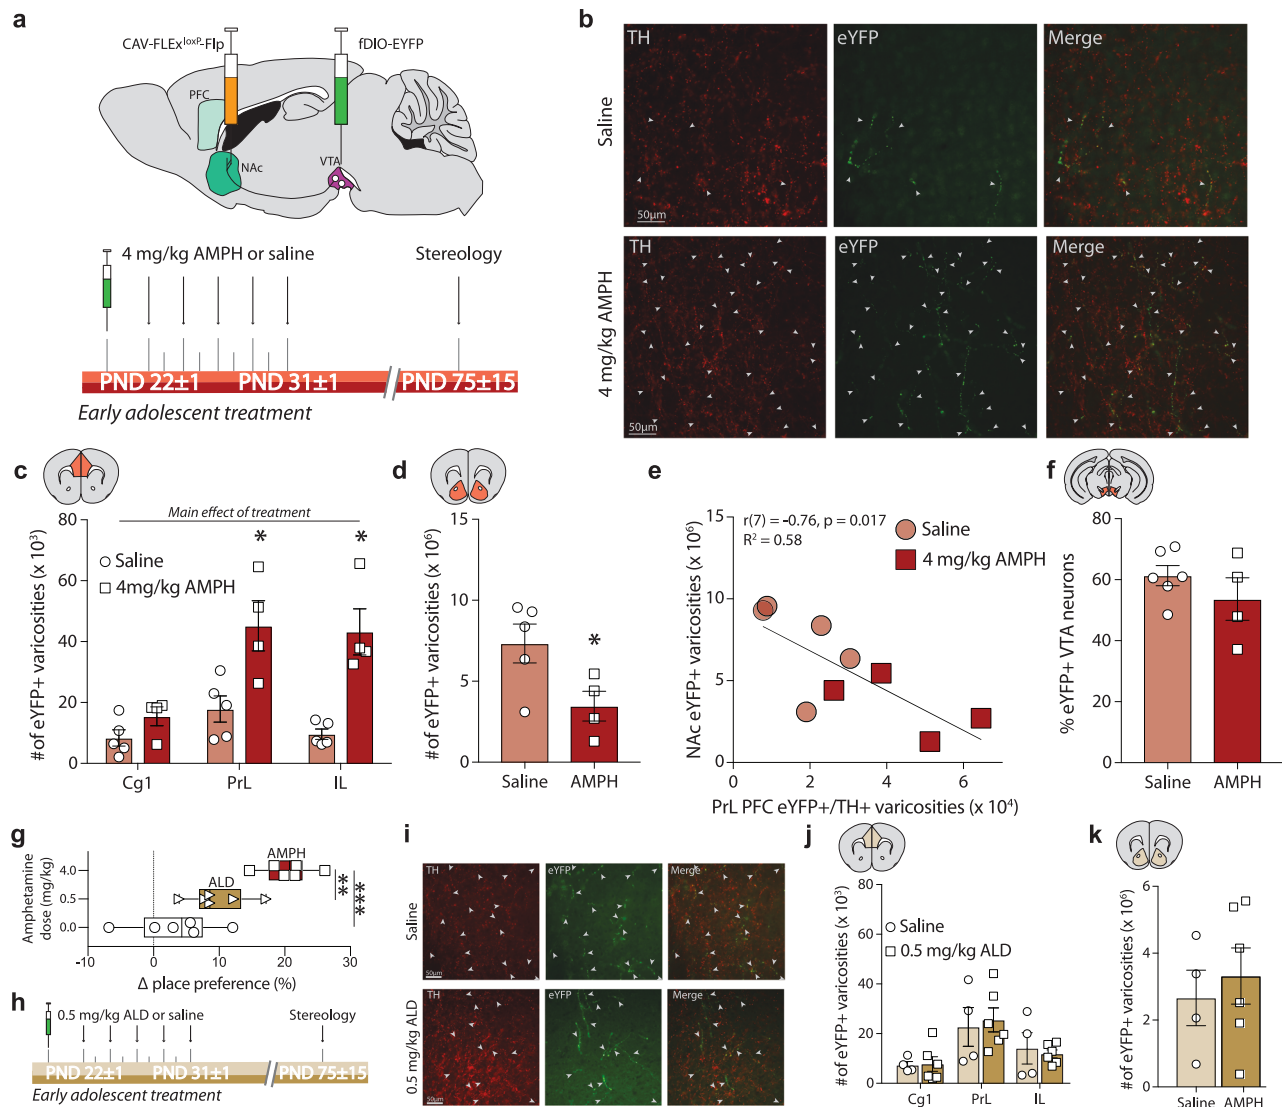 a
CAV-FLEx^loxP-Flp
fDIO-EYFP
PFC
NAc
VTA
4 mg/kg AMPH or saline
Stereology
PND 22±1
PND 31±1
PND 75±15
Early adolescent treatment
b
TH
eYFP
Merge
Saline
50μm
TH
eYFP
Merge
4 mg/kg AMPH
50μm
c
Main effect of treatment
Saline
4mg/kg AMPH
*
*
# of eYFP+ varicosities (x 10³)
80
60
40
20
0
Cg1
PrL
IL
d
# of eYFP+ varicosities (x 10⁶)
15
10
5
0
*
Saline
AMPH
e
r(7) = -0.76, p = 0.017
R² = 0.58
Saline
4 mg/kg AMPH
NAc eYFP+ varicosities (x 10⁶)
15
10
5
0
0
2
4
6
PrL PFC eYFP+/TH+ varicosities (x 10⁴)
f
% eYFP+ VTA neurons
80
60
40
20
0
Saline
AMPH
g
Amphetamine
dose (mg/kg)
4.0
0.5
0.0
AMPH
ALD
**
***
-10
0
10
20
30
Δ place preference (%)
h
0.5 mg/kg ALD or saline
Stereology
PND 22±1
PND 31±1
PND 75±15
Early adolescent treatment
i
TH
eYFP
Merge
Saline
50μm
TH
eYFP
Merge
0.5 mg/kg ALD
50μm
j
Saline
0.5 mg/kg ALD
# of eYFP+ varicosities (x 10³)
80
60
40
20
0
Cg1
PrL
IL
k
# of eYFP+ varicosities (x 10⁶)
6
4
2
0
Saline
AMPH